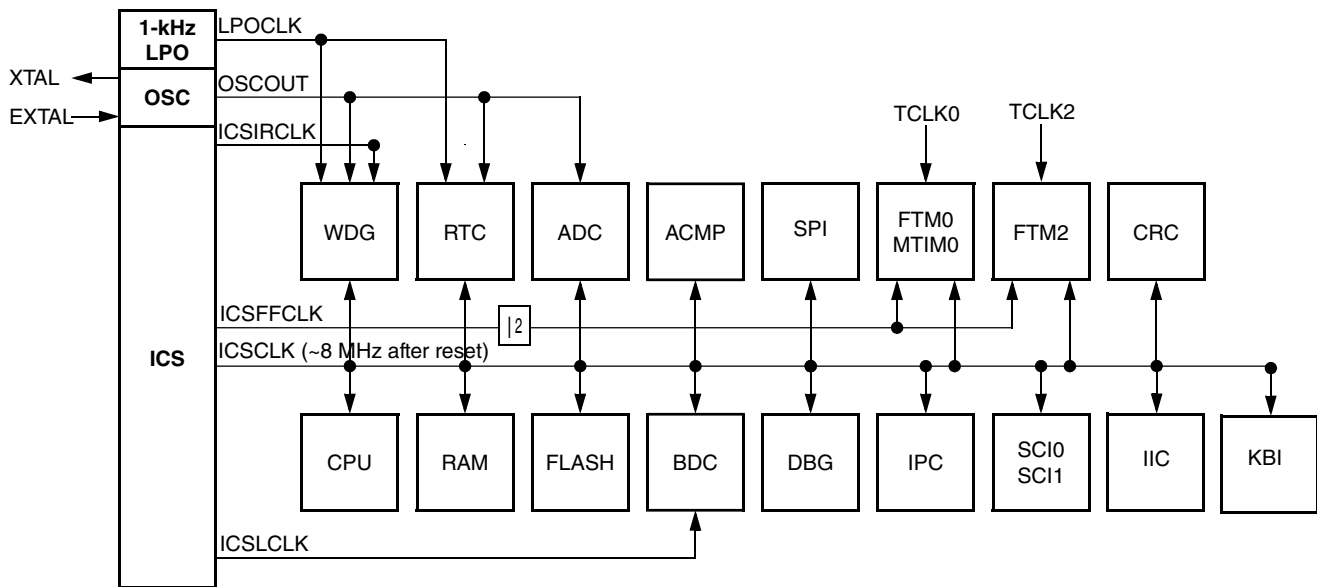 1-kHz
LPO
LPOCLK
XTAL
OSC
OSCOUT
EXTAL
ICSIRCLK
TCLK0
TCLK2
WDG
RTC
ADC
ACMP
SPI
FTM0
MTIM0
FTM2
CRC
ICSFFCLK
|2
ICS
ICSCLK (~8 MHz after reset)
CPU
RAM
FLASH
BDC
DBG
IPC
SCI0
SCI1
IIC
KBI
ICSLCLK